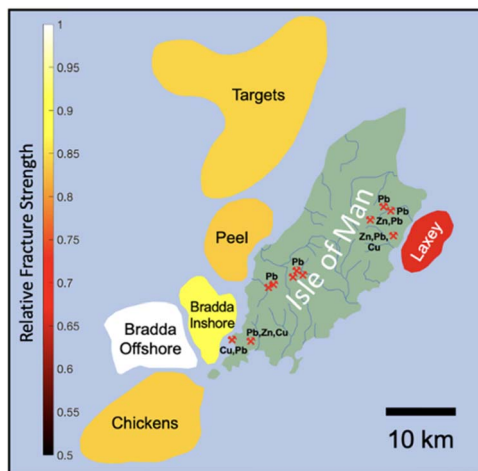 Relative Fracture Strength
1
0.95
0.9
0.85
0.8
0.75
0.7
0.65
0.6
0.55
0.5
Targets
Peel
Bradda
Inshore
Bradda
Offshore
Chickens
Isle of Man
Laxey
Pb
Pb
Zn,Pb
Zn,Pb,
Cu
Pb
Pb
Pb,Zn,Cu
Cu,Pb
10 km